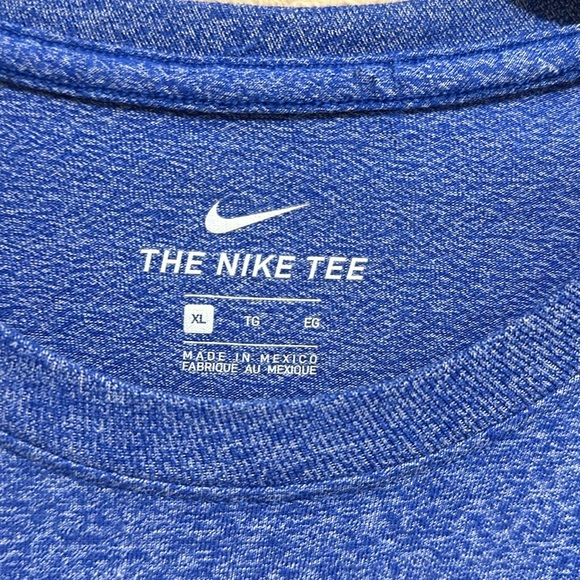 THE NIKE TEE
XL TG EG
MADE IN MEXICO
FABRIQUE AU MEXIQUE